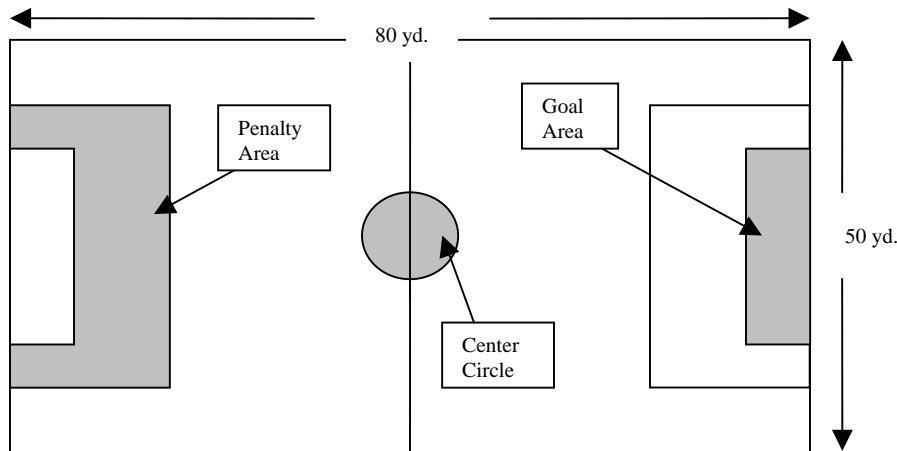 80 yd.
Penalty
Area
Goal
Area
50 yd.
Center
Circle